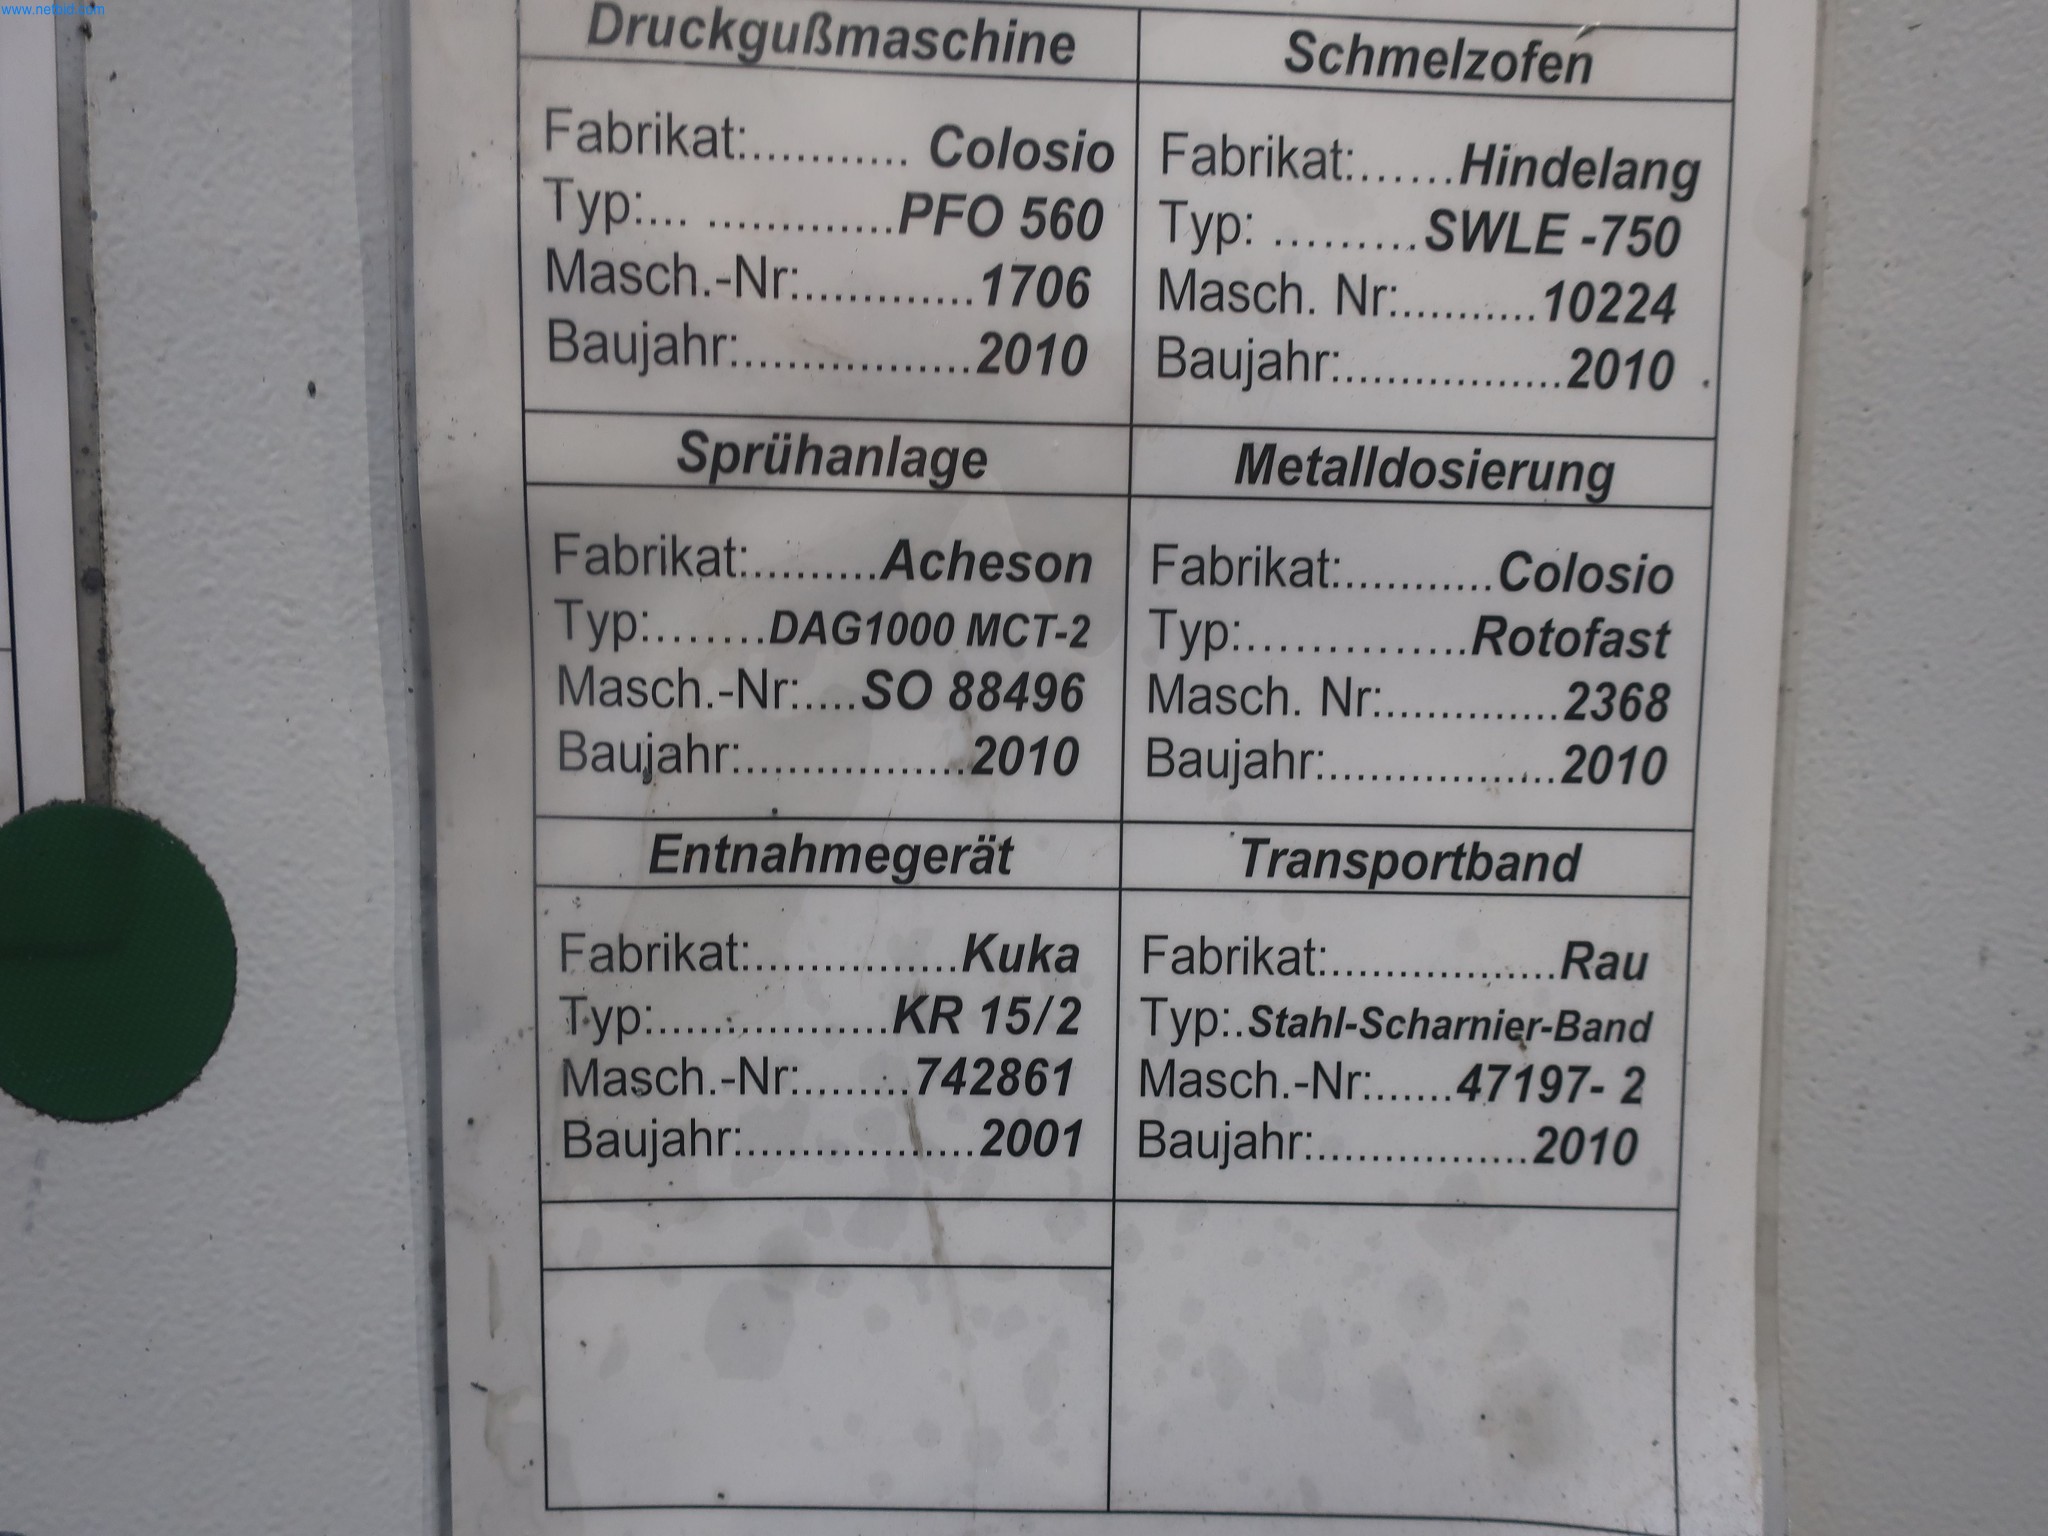 www.netbid.com
Druckgußmaschine
Fabrikat:............ Colosio
Typ:... .............PFO 560
Masch.-Nr:.............1706
Baujahr:..................2010
Schmelzofen
Fabrikat:.......Hindelang
Typ: .........SWLE -750
Masch. Nr:..........10224
Baujahr:.................2010
Sprühanlage
Fabrikat:..........Acheson
Typ:.......DAG1000 MCT-2
Masch.-Nr:....SO 88496
Baujahr:..................2010
Metalldosierung
Fabrikat:............Colosio
Typ:................Rotofast
Masch. Nr:..............2368
Baujahr:...................2010
Entnahmegerät
Fabrikat:................Kuka
Typ:...................KR 15/2
Masch.-Nr:.........742861
Baujahr:...................2001
Transportband
Fabrikat:...................Rau
Typ:..Stahl-Scharnier-Band
Masch.-Nr:......47197- 2
Baujahr:.................2010